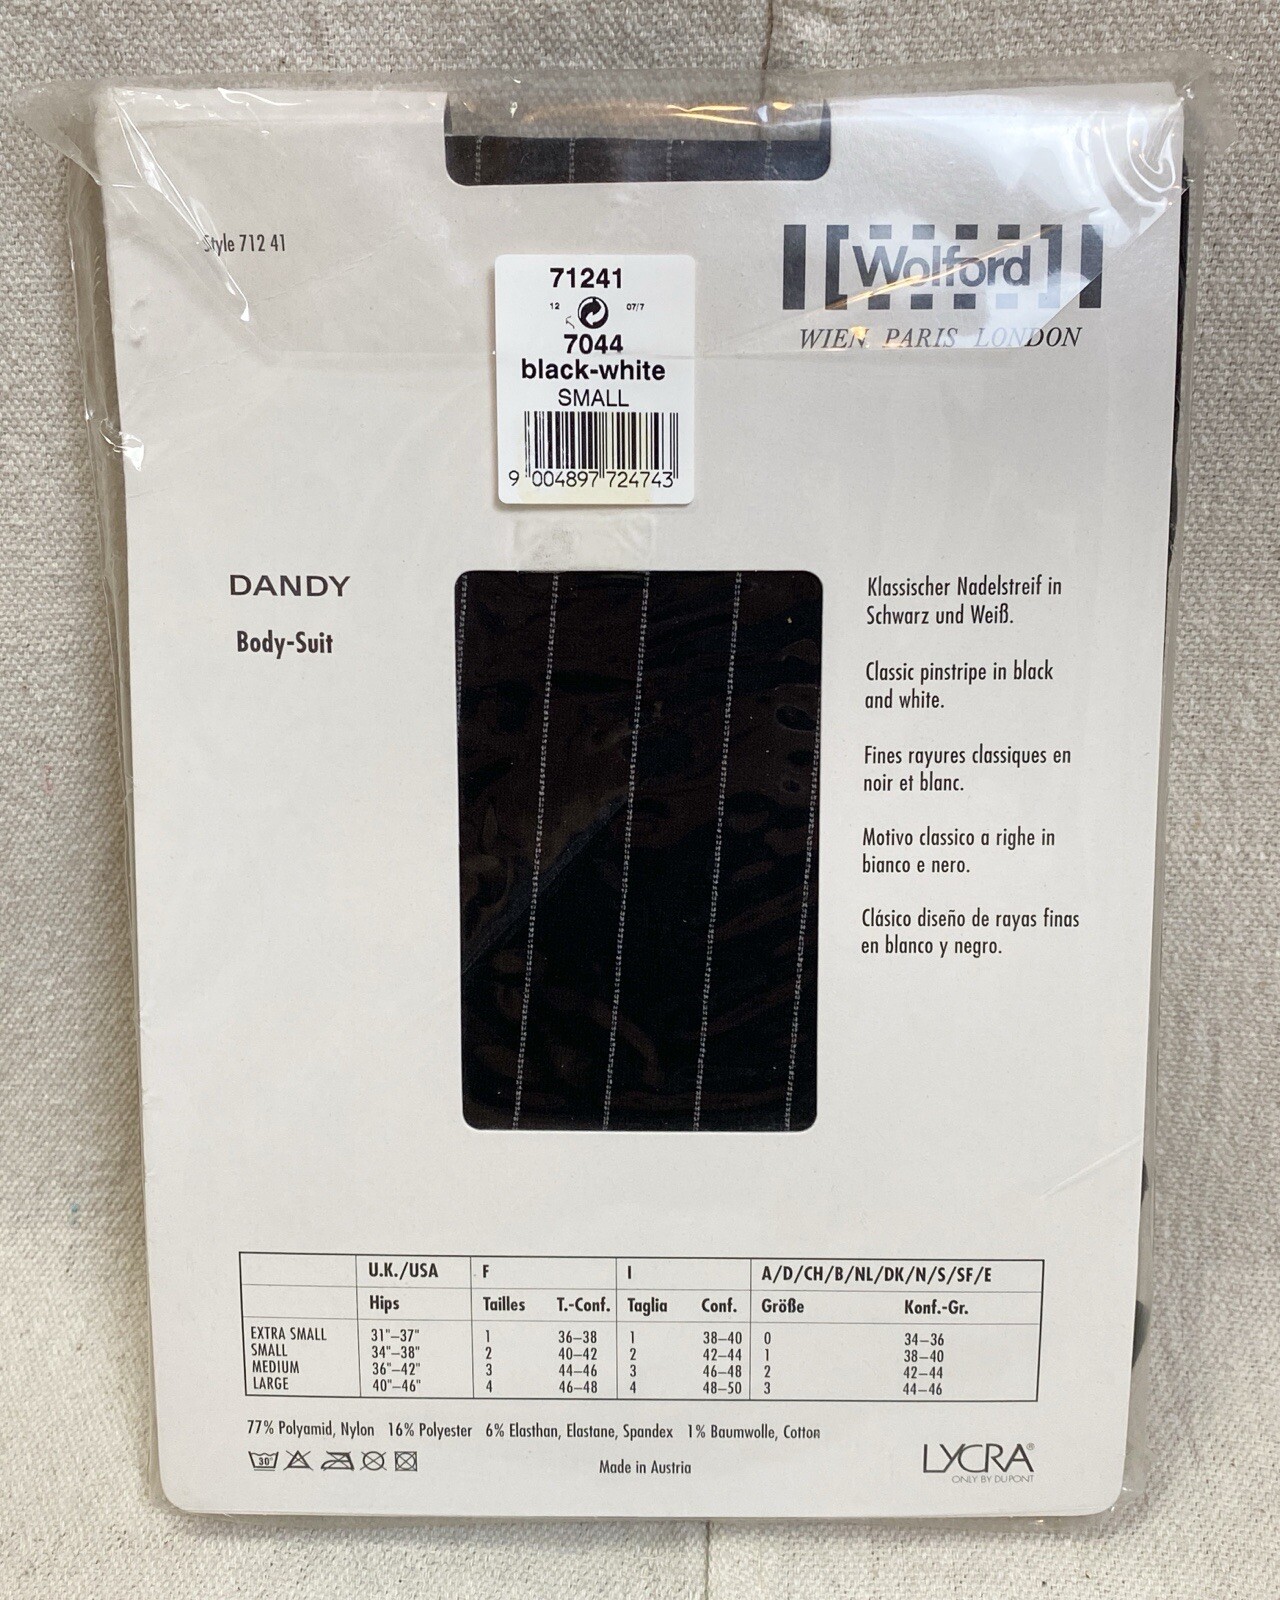 Style 712 41
Wolford
WIEN PARIS LONDON
71241
12 07/7
7044
black-white
SMALL
9 004897 724743
DANDY
Body-Suit
Klassischer Nadelstreif in
Schwarz und Weiß.
Classic pinstripe in black
and white.
Fines rayures classiques en
noir et blanc.
Motivo classico a righe in
bianco e nero.
Clásico diseño de rayas finas
en blanco y negro.
U.K./USA F I A/D/CH/B/NL/DK/N/S/SF/E
Hips Tailles T.-Conf. Taglia Conf. Größe Konf.-Gr.
EXTRA SMALL 31"–37" 1 36–38 1 38–40 0 34–36
SMALL 34"–38" 2 40–42 2 42–44 1 38–40
MEDIUM 36"–42" 3 44–46 3 46–48 2 42–44
LARGE 40"–46" 4 46–48 4 48–50 3 44–46
77% Polyamid, Nylon 16% Polyester 6% Elasthan, Elastane, Spandex 1% Baumwolle, Cotton
30°
Made in Austria
LYCRA®
ONLY BY DU PONT